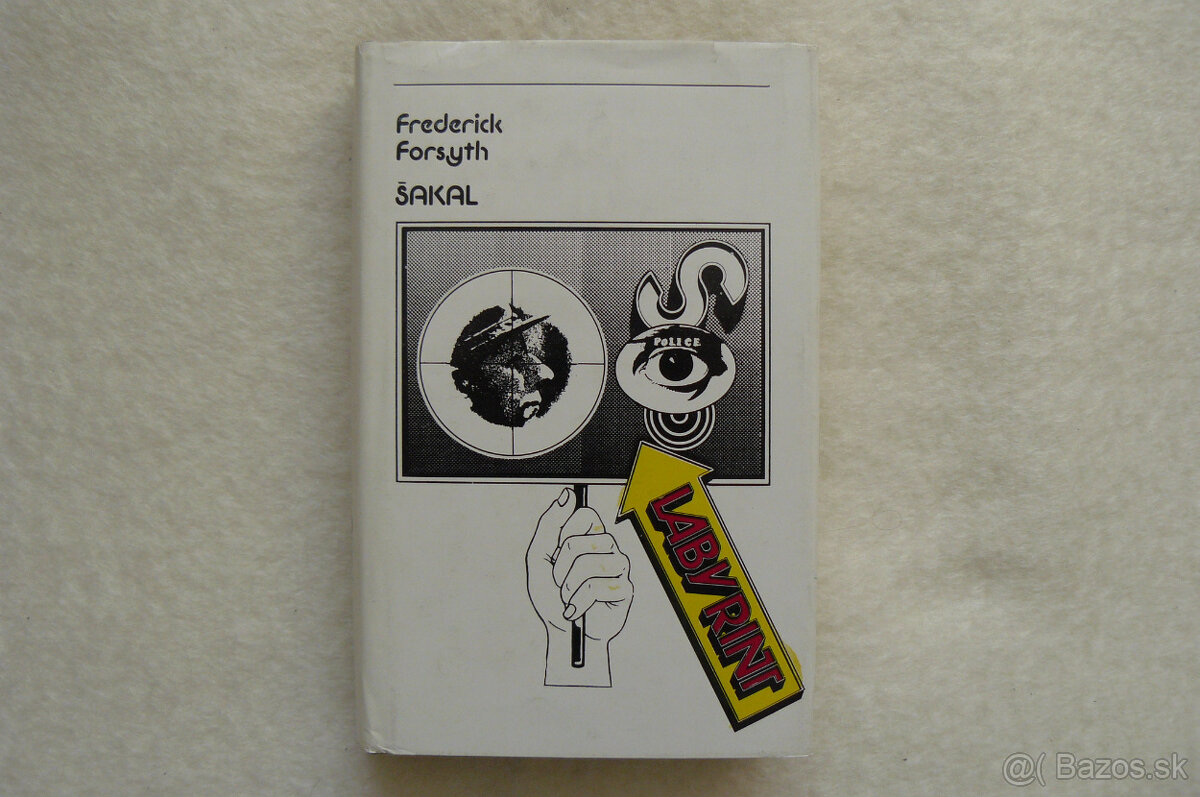 Frederick
Forsyth
ŠAKAL
POLICE
LABYRINT
@( Bazos.sk